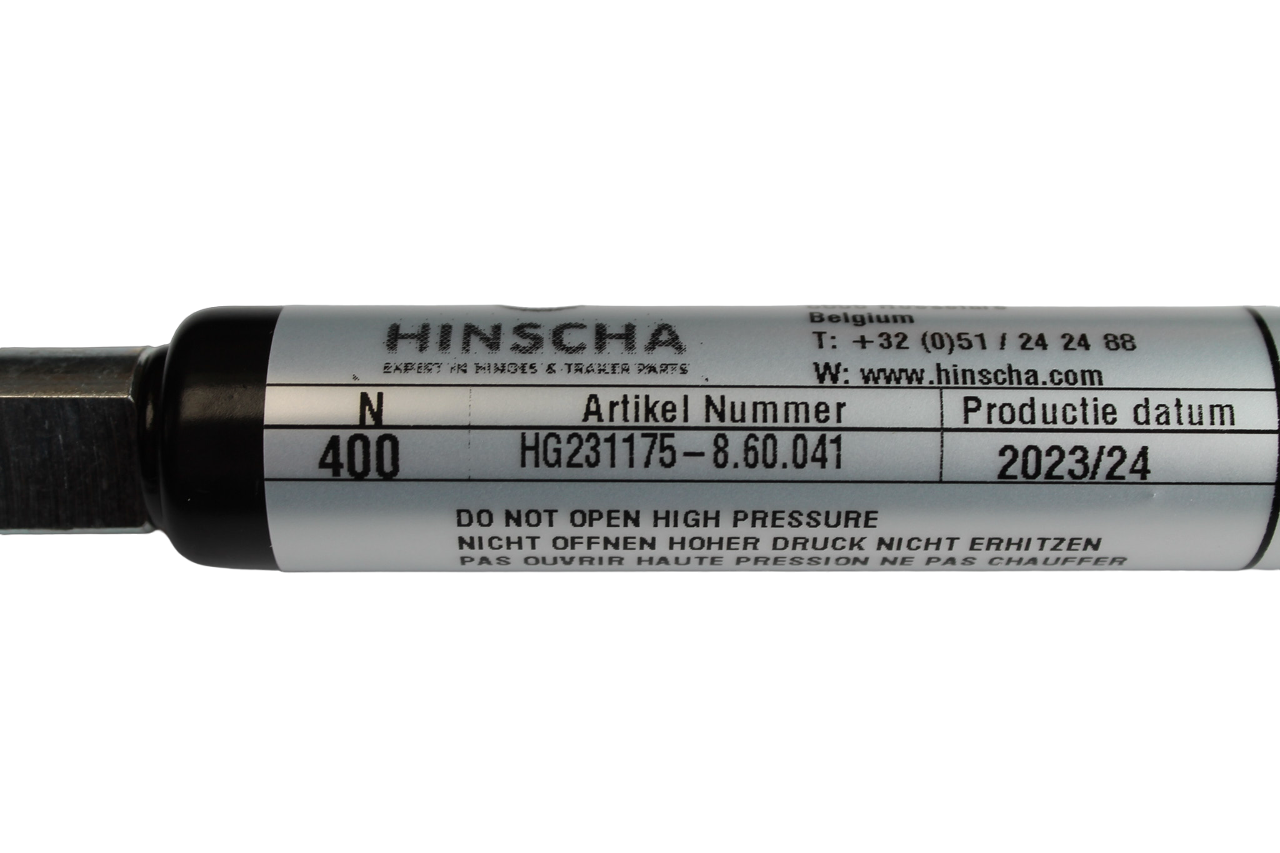 HINSCHA
EXPERT IN HINGES & TRAILER PARTS
Belgium
T: +32 (0)51 / 24 24 88
W: www.hinscha.com
N Artikel Nummer Productie datum
400 HG231175-8.60.041 2023/24
DO NOT OPEN HIGH PRESSURE
NICHT OFFNEN HOHER DRUCK NICHT ERHITZEN
PAS OUVRIR HAUTE PRESSION NE PAS CHAUFFER